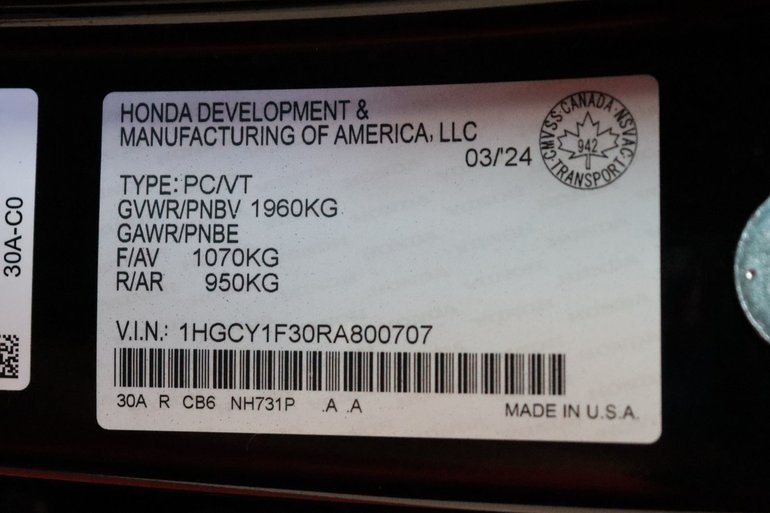 HONDA DEVELOPMENT &
MANUFACTURING OF AMERICA, LLC
03/'24
CMVSS CANADA NSVAC
942
TRANSPORT
TYPE: PC/VT
GVWR/PNBV 1960KG
GAWR/PNBE
F/AV 1070KG
R/AR 950KG
V.I.N.: 1HGCY1F30RA800707
30A R CB6 NH731P .A .A
MADE IN U.S.A.
30A-C0